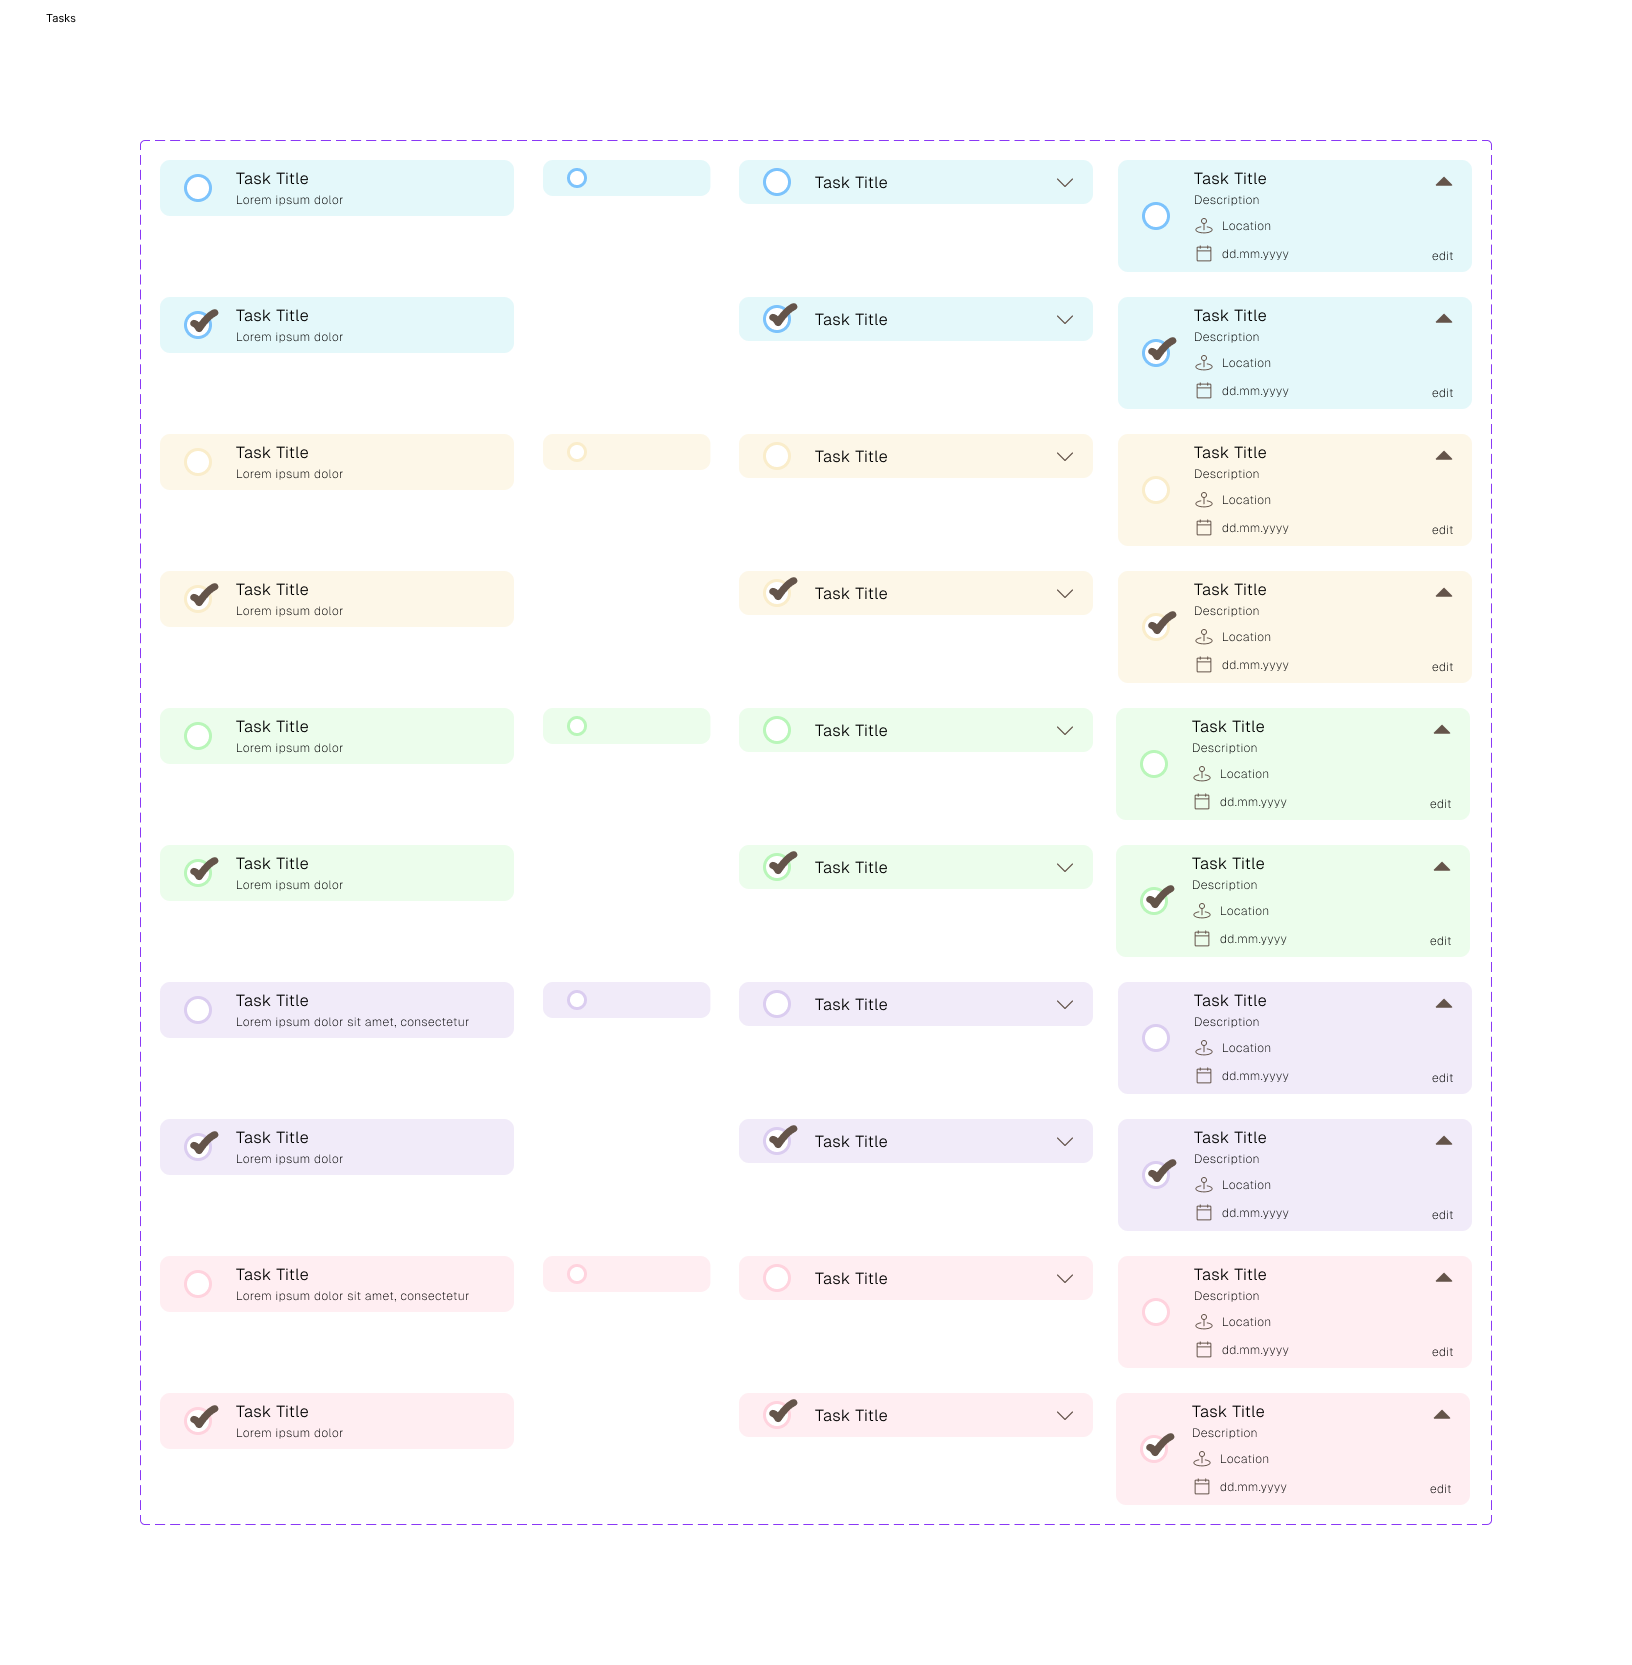 Tasks
Task Title
Lorem ipsum dolor
Task Title
Task Title
Description
Location
dd.mm.yyyy
edit
Task Title
Lorem ipsum dolor
Task Title
Task Title
Description
Location
dd.mm.yyyy
edit
Task Title
Lorem ipsum dolor
Task Title
Task Title
Description
Location
dd.mm.yyyy
edit
Task Title
Lorem ipsum dolor
Task Title
Task Title
Description
Location
dd.mm.yyyy
edit
Task Title
Lorem ipsum dolor
Task Title
Task Title
Description
Location
dd.mm.yyyy
edit
Task Title
Lorem ipsum dolor
Task Title
Task Title
Description
Location
dd.mm.yyyy
edit
Task Title
Lorem ipsum dolor sit amet, consectetur
Task Title
Task Title
Description
Location
dd.mm.yyyy
edit
Task Title
Lorem ipsum dolor
Task Title
Task Title
Description
Location
dd.mm.yyyy
edit
Task Title
Lorem ipsum dolor sit amet, consectetur
Task Title
Task Title
Description
Location
dd.mm.yyyy
edit
Task Title
Lorem ipsum dolor
Task Title
Task Title
Description
Location
dd.mm.yyyy
edit